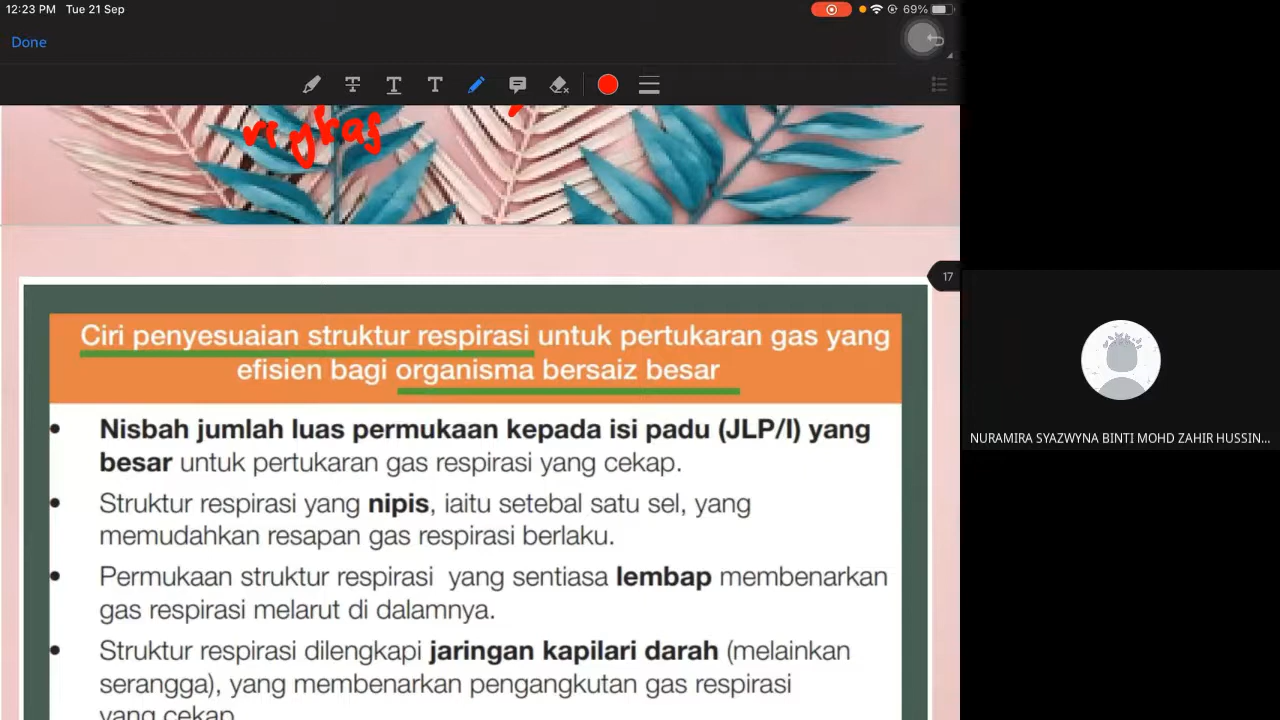 12:23 PM Tue 21 Sep
69%
Done
ringkas
17
Ciri penyesuaian struktur respirasi untuk pertukaran gas yang
efisien bagi organisma bersaiz besar
• Nisbah jumlah luas permukaan kepada isi padu (JLP/I) yang
besar untuk pertukaran gas respirasi yang cekap.
• Struktur respirasi yang nipis, iaitu setebal satu sel, yang
memudahkan resapan gas respirasi berlaku.
• Permukaan struktur respirasi yang sentiasa lembap membenarkan
gas respirasi melarut di dalamnya.
• Struktur respirasi dilengkapi jaringan kapilari darah (melainkan
serangga), yang membenarkan pengangkutan gas respirasi
yang cekap
NURAMIRA SYAZWYNA BINTI MOHD ZAHIR HUSSIN...